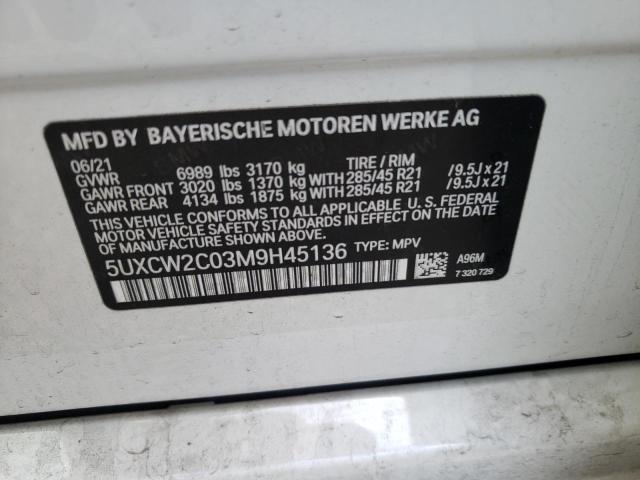 MFD BY BAYERISCHE MOTOREN WERKE AG
06/21 TIRE / RIM
GVWR 6989 lbs 3170 kg
GAWR FRONT 3020 lbs 1370 kg WITH 285/45 R21 /9.5J x 21
GAWR REAR 4134 lbs 1875 kg WITH 285/45 R21 /9.5J x 21
THIS VEHICLE CONFORMS TO ALL APPLICABLE U. S. FEDERAL
MOTOR VEHICLE SAFETY STANDARDS IN EFFECT ON THE DATE
OF MANUFACTURE SHOWN ABOVE.
5UXCW2C03M9H45136 TYPE: MPV
A96M
7 320 729